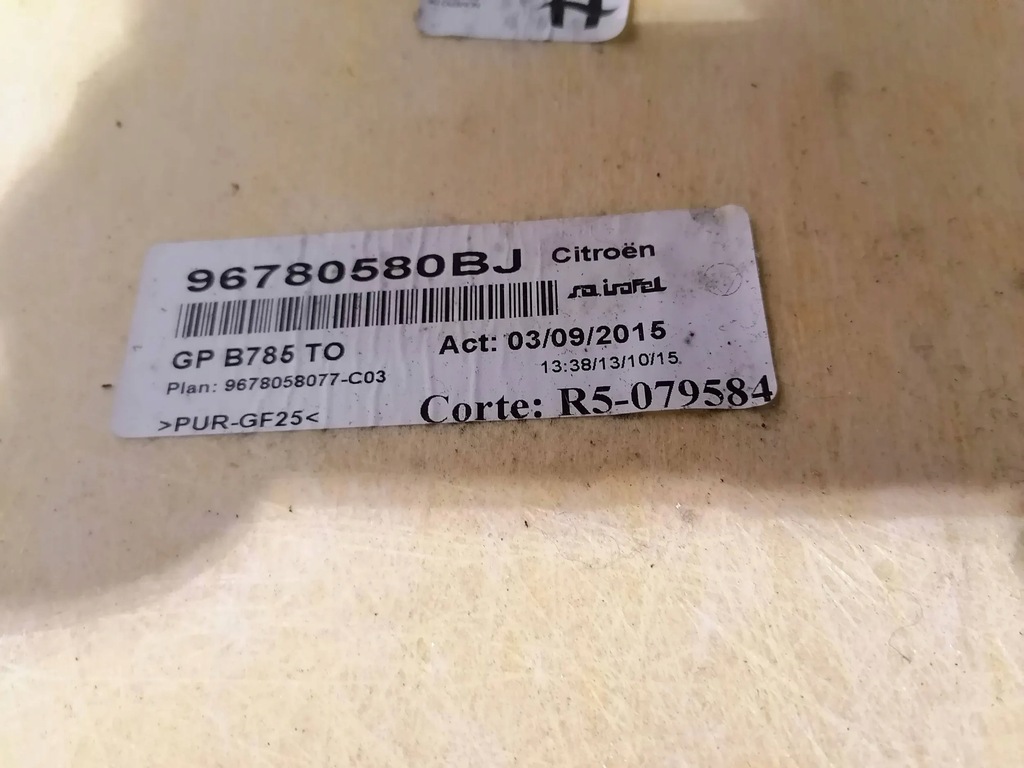 96780580BJ Citroën
GP B785 TO
Act: 03/09/2015
13:38/13/10/15
Plan: 9678058077-C03
Corte: R5-079584
>PUR-GF25<